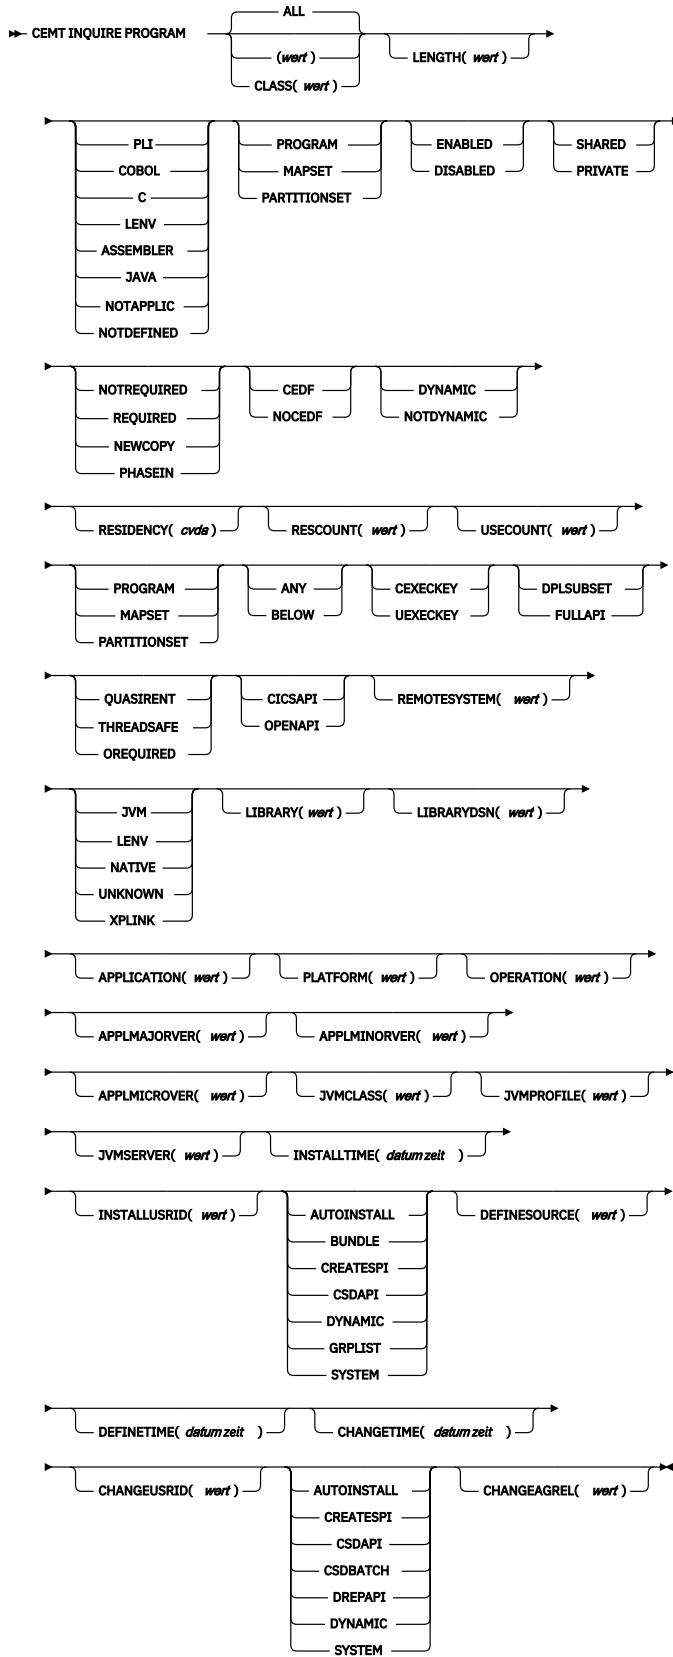 ALL
CEMT INQUIRE PROGRAM (wert) LENGTH( wert )
CLASS( wert )
PLI PROGRAM ENABLED SHARED
COBOL MAPSET DISABLED PRIVATE
C PARTITIONSET
LENV
ASSEMBLER
JAVA
NOTAPPLIC
NOTDEFINED
NOTREQUIRED CEDF DYNAMIC
REQUIRED NOCEDF NOTDYNAMIC
NEWCOPY
PHASEIN
RESIDENCY( cvda ) RESCOUNT( wert ) USECOUNT( wert )
PROGRAM ANY CEXECKEY DPLSUBSET
MAPSET BELOW UEXECKEY FULLAPI
PARTITIONSET
QUASIRENT CICSAPI REMOTESYSTEM( wert )
THREADSAFE OPENAPI
OREQUIRED
JVM LIBRARY( wert ) LIBRARYDSN( wert )
LENV
NATIVE
UNKNOWN
XPLINK
APPLICATION( wert ) PLATFORM( wert ) OPERATION( wert )
APPLMAJORVER( wert ) APPLMINORVER( wert )
APPLMICROVER( wert ) JVMCLASS( wert ) JVMPROFILE( wert )
JVMSERVER( wert ) INSTALLTIME( datumzeit )
INSTALLUSRID( wert ) AUTOINSTALL DEFINESOURCE( wert )
BUNDLE
CREATESPI
CSDAPI
DYNAMIC
GRPLIST
SYSTEM
DEFINETIME( datumzeit ) CHANGETIME( datumzeit )
CHANGEUSRID( wert ) AUTOINSTALL CHANGEAGREL( wert )
CREATESPI
CSDAPI
CSDBATCH
DREPAPI
DYNAMIC
SYSTEM